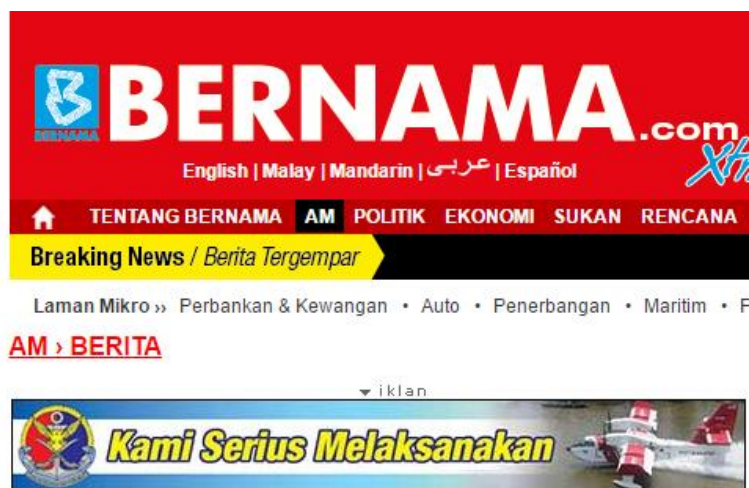 BERNAMA
BERNAMA.com
English | Malay | Mandarin | عربى | Español
TENTANG BERNAMA AM POLITIK EKONOMI SUKAN RENCANA
Breaking News / Berita Tergempar
Laman Mikro ›› Perbankan & Kewangan • Auto • Penerbangan • Maritim •
AM › BERITA
iklan
Kami Serius Melaksanakan